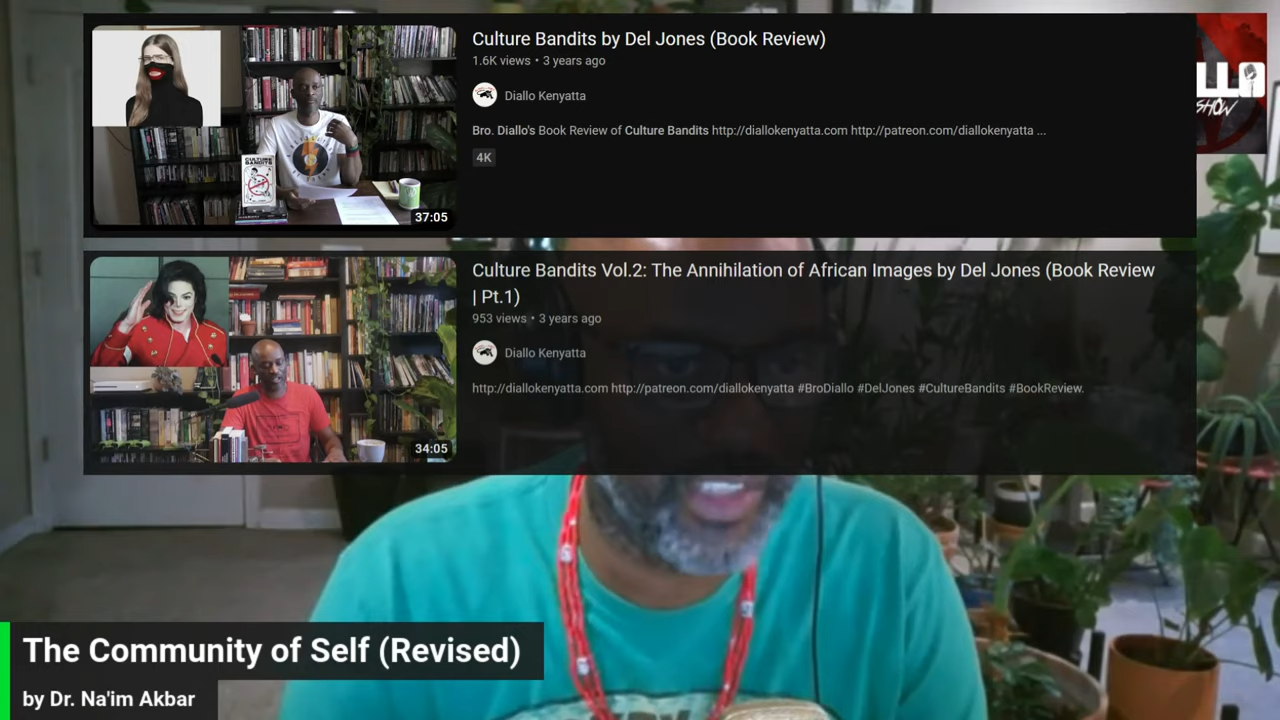 Culture Bandits by Del Jones (Book Review)
1.6K views • 3 years ago
Diallo Kenyatta
Bro. Diallo's Book Review of Culture Bandits http://diallokenyatta.com http://patreon.com/diallokenyatta ...
4K
CULTURE
BANDITS
37:05
SHOW
Culture Bandits Vol.2: The Annihilation of African Images by Del Jones (Book Review
| Pt.1)
953 views • 3 years ago
Diallo Kenyatta
http://diallokenyatta.com http://patreon.com/diallokenyatta #BroDiallo #DelJones #CultureBandits #BookReview.
34:05
The Community of Self (Revised)
by Dr. Na'im Akbar